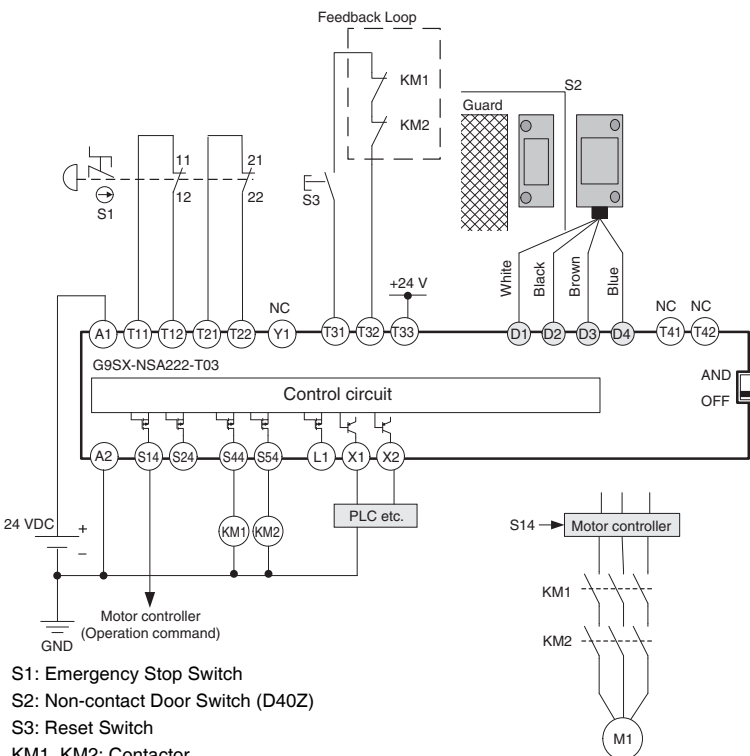 Feedback Loop
KM1
KM2
S2
Guard
11
12
21
22
S1
S3
White
Black
Brown
Blue
+24 V
NC
NC NC
A1 T11 T12 T21 T22 Y1 T31 T32 T33 D1 D2 D3 D4 T41 T42
G9SX-NSA222-T03
AND
OFF
Control circuit
A2 S14 S24 S44 S54 L1 X1 X2
24 VDC
+
–
KM1 KM2
PLC etc.
S14
Motor controller
KM1
KM2
M1
Motor controller
(Operation command)
GND
S1: Emergency Stop Switch
S2: Non-contact Door Switch (D40Z)
S3: Reset Switch
KM1, KM2: Contactor